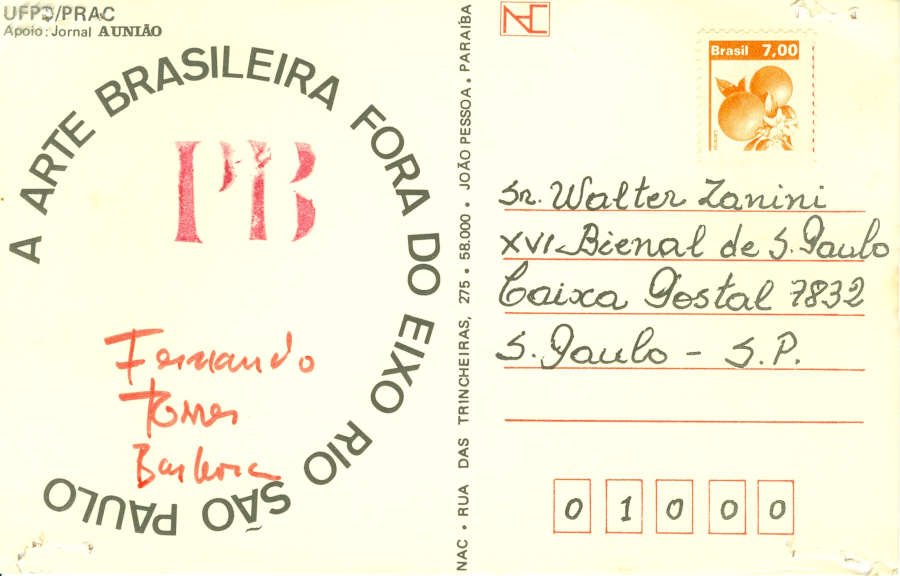 UFPB/PRAC
Apoio: Jornal A UNIÃO
A ARTE BRASILEIRA FORA DO EIXO RIO SÃO PAULO
PB
Fernando
Torres
Barbosa
NAC • RUA DAS TRINCHEIRAS, 275 • 58.000 • JOÃO PESSOA • PARAÍBA
NAC
Brasil 7,00
Sr. Walter Zanini
XVI - Bienal de S. Paulo
Caixa Postal 7832
S. Paulo - S.P.
0 1 0 0 0